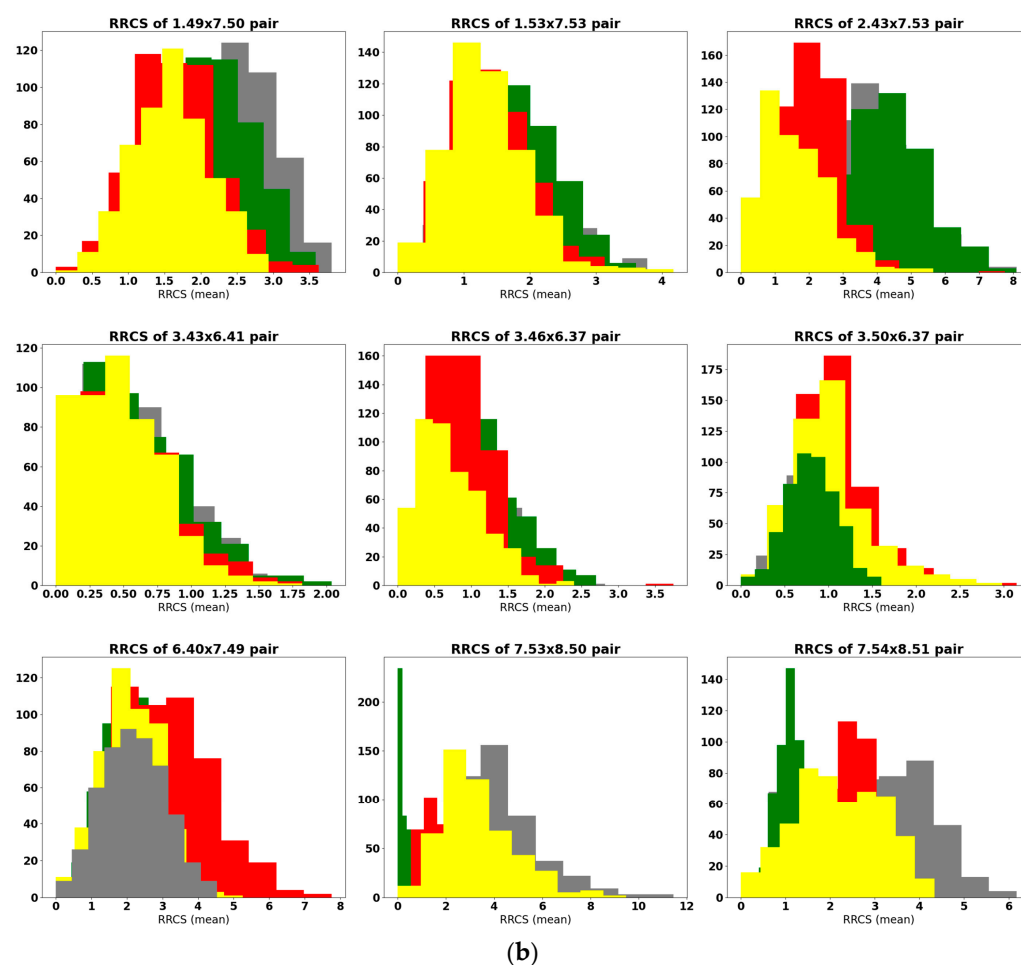 RRCS of 1.49x7.50 pair
120
100
80
60
40
20
0
0.0 0.5 1.0 1.5 2.0 2.5 3.0 3.5
RRCS (mean)
RRCS of 1.53x7.53 pair
140
120
100
80
60
40
20
0
0 1 2 3 4
RRCS (mean)
RRCS of 2.43x7.53 pair
160
140
120
100
80
60
40
20
0
0 1 2 3 4 5 6 7 8
RRCS (mean)
RRCS of 3.43x6.41 pair
120
100
80
60
40
20
0
0.00 0.25 0.50 0.75 1.00 1.25 1.50 1.75 2.00
RRCS (mean)
RRCS of 3.46x6.37 pair
160
140
120
100
80
60
40
20
0
0.0 0.5 1.0 1.5 2.0 2.5 3.0 3.5
RRCS (mean)
RRCS of 3.50x6.37 pair
175
150
125
100
75
50
25
0
0.0 0.5 1.0 1.5 2.0 2.5 3.0
RRCS (mean)
RRCS of 6.40x7.49 pair
120
100
80
60
40
20
0
0 1 2 3 4 5 6 7 8
RRCS (mean)
RRCS of 7.53x8.50 pair
200
150
100
50
0
0 2 4 6 8 10 12
RRCS (mean)
RRCS of 7.54x8.51 pair
140
120
100
80
60
40
20
0
0 1 2 3 4 5 6
RRCS (mean)
(b)